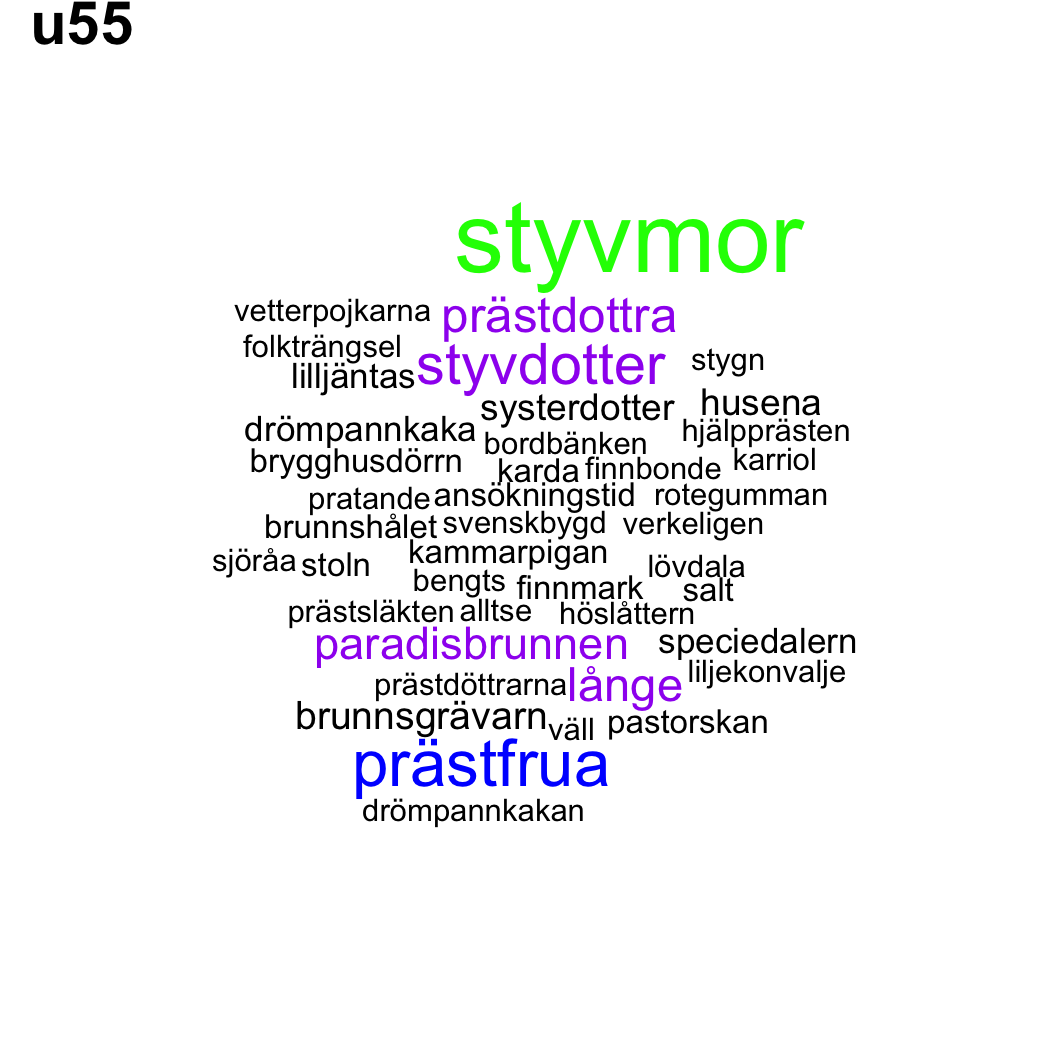 u55
styvmor
vetterpojkarna prästdottra
folkträngsel styvdotter stygn
lilljäntas
systerdotter husena
drömpannkaka bordbänken hjälpprästen
brygghusdörrn karda finnbonde karriol
pratande ansökningstid rotegumman
brunnshålet svenskbygd verkeligen
sjöråa stoln kammarpigan lövdala
bengts finnmark salt
prästsläkten alltse höslåttern
paradisbrunnen speciedalern
prästdöttrarna långe liljekonvalje
brunnsgrävarn väll pastorskan
prästfrua
drömpannkakan